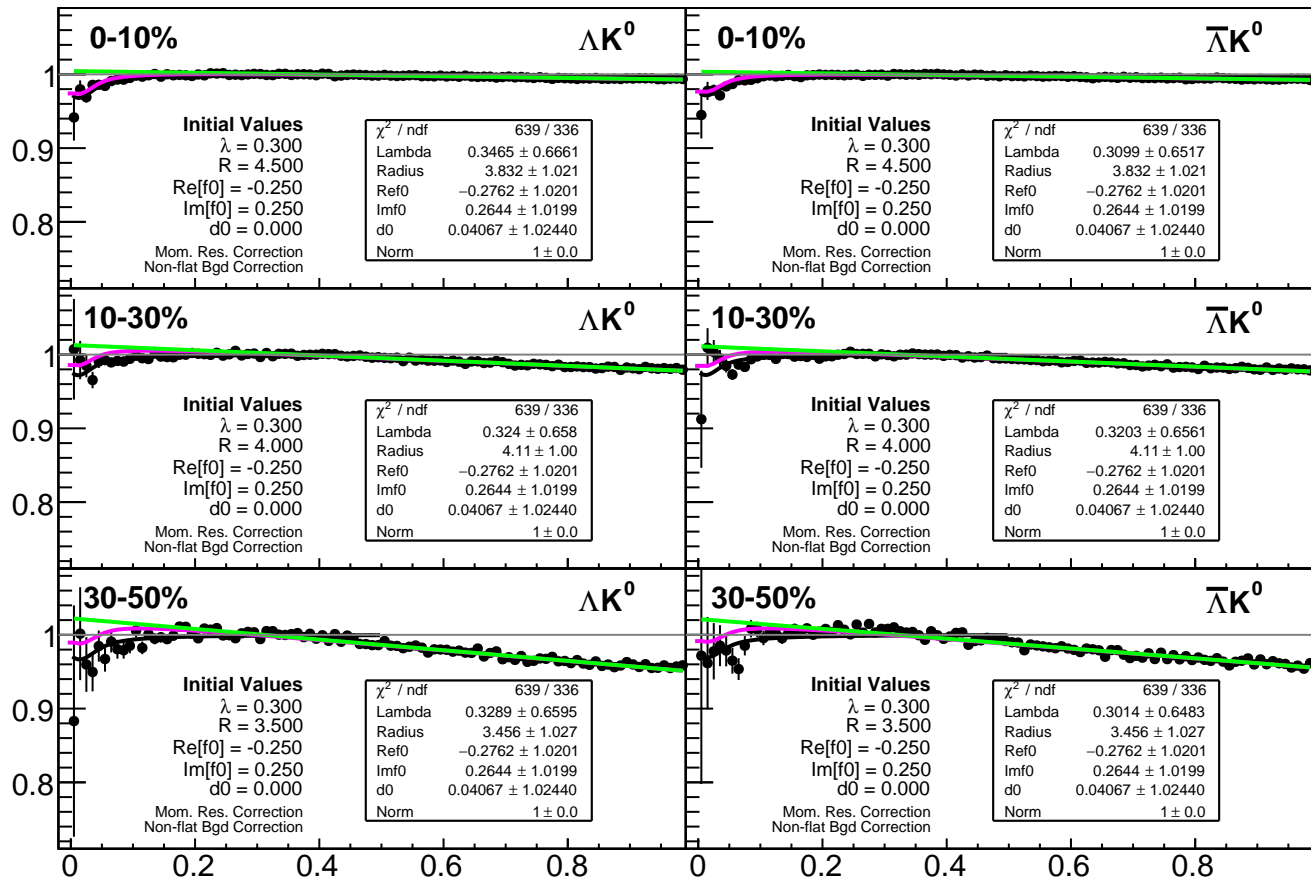 0-10%
ΛK⁰
1
0.9
0.8
Initial Values
λ = 0.300
R = 4.500
Re[f0] = -0.250
Im[f0] = 0.250
d0 = 0.000
Mom. Res. Correction
Non-flat Bgd Correction
χ² / ndf 639 / 336
Lambda 0.3465 ± 0.6661
Radius 3.832 ± 1.021
Ref0 −0.2762 ± 1.0201
Imf0 0.2644 ± 1.0199
d0 0.04067 ± 1.02440
Norm 1 ± 0.0
0-10%
Λ̅K⁰
Initial Values
λ = 0.300
R = 4.500
Re[f0] = -0.250
Im[f0] = 0.250
d0 = 0.000
Mom. Res. Correction
Non-flat Bgd Correction
χ² / ndf 639 / 336
Lambda 0.3099 ± 0.6517
Radius 3.832 ± 1.021
Ref0 −0.2762 ± 1.0201
Imf0 0.2644 ± 1.0199
d0 0.04067 ± 1.02440
Norm 1 ± 0.0
10-30%
ΛK⁰
1
0.9
0.8
Initial Values
λ = 0.300
R = 4.000
Re[f0] = -0.250
Im[f0] = 0.250
d0 = 0.000
Mom. Res. Correction
Non-flat Bgd Correction
χ² / ndf 639 / 336
Lambda 0.324 ± 0.658
Radius 4.11 ± 1.00
Ref0 −0.2762 ± 1.0201
Imf0 0.2644 ± 1.0199
d0 0.04067 ± 1.02440
Norm 1 ± 0.0
10-30%
Λ̅K⁰
Initial Values
λ = 0.300
R = 4.000
Re[f0] = -0.250
Im[f0] = 0.250
d0 = 0.000
Mom. Res. Correction
Non-flat Bgd Correction
χ² / ndf 639 / 336
Lambda 0.3203 ± 0.6561
Radius 4.11 ± 1.00
Ref0 −0.2762 ± 1.0201
Imf0 0.2644 ± 1.0199
d0 0.04067 ± 1.02440
Norm 1 ± 0.0
30-50%
ΛK⁰
1
0.9
0.8
Initial Values
λ = 0.300
R = 3.500
Re[f0] = -0.250
Im[f0] = 0.250
d0 = 0.000
Mom. Res. Correction
Non-flat Bgd Correction
χ² / ndf 639 / 336
Lambda 0.3289 ± 0.6595
Radius 3.456 ± 1.027
Ref0 −0.2762 ± 1.0201
Imf0 0.2644 ± 1.0199
d0 0.04067 ± 1.02440
Norm 1 ± 0.0
30-50%
Λ̅K⁰
Initial Values
λ = 0.300
R = 3.500
Re[f0] = -0.250
Im[f0] = 0.250
d0 = 0.000
Mom. Res. Correction
Non-flat Bgd Correction
χ² / ndf 639 / 336
Lambda 0.3014 ± 0.6483
Radius 3.456 ± 1.027
Ref0 −0.2762 ± 1.0201
Imf0 0.2644 ± 1.0199
d0 0.04067 ± 1.02440
Norm 1 ± 0.0
0 0.2 0.4 0.6 0.8 0 0.2 0.4 0.6 0.8